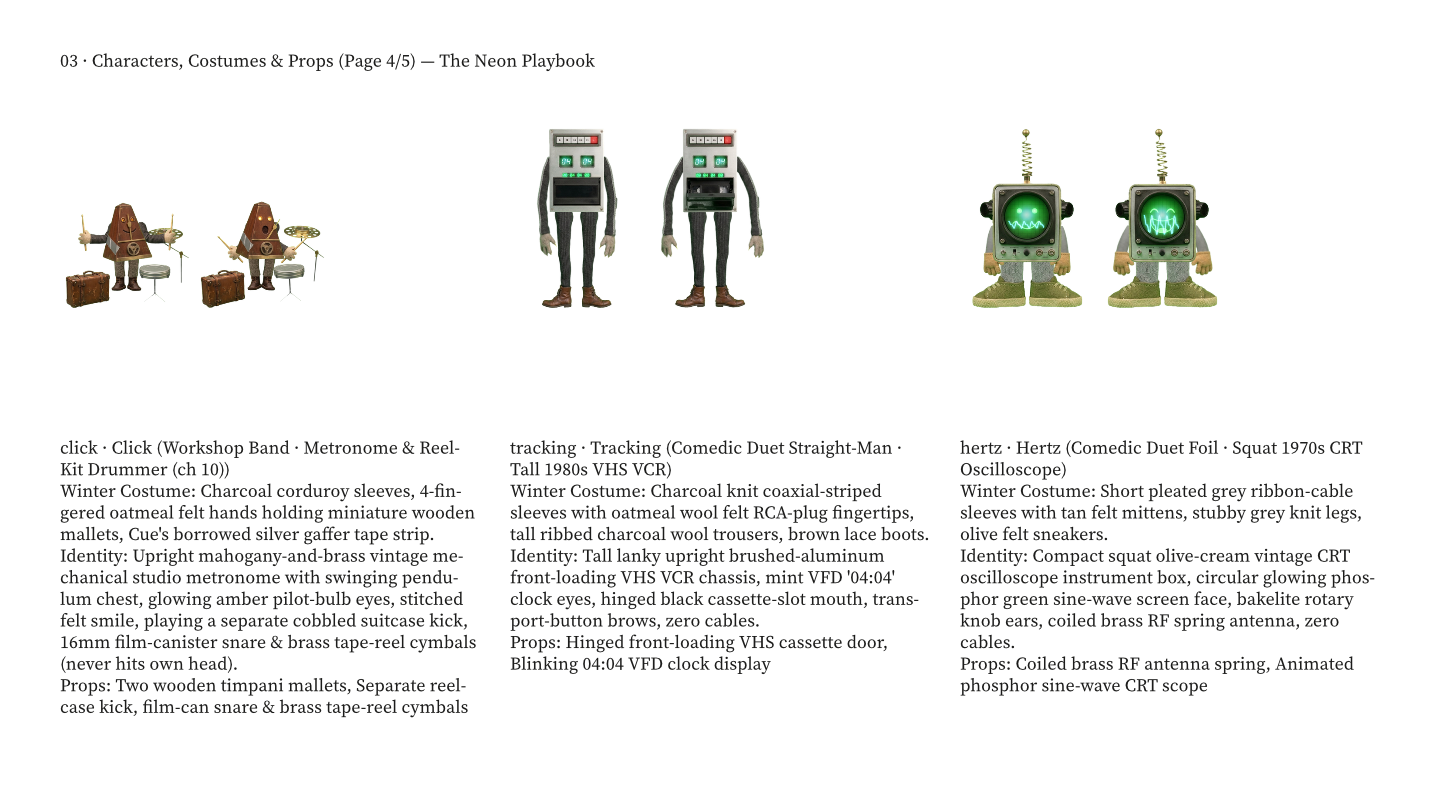 03 · Characters, Costumes & Props (Page 4/5) — The Neon Playbook
04 04
04 04
click · Click (Workshop Band · Metronome & Reel-
Kit Drummer (ch 10))
Winter Costume: Charcoal corduroy sleeves, 4-fin-
gered oatmeal felt hands holding miniature wooden
mallets, Cue's borrowed silver gaffer tape strip.
Identity: Upright mahogany-and-brass vintage me-
chanical studio metronome with swinging pendu-
lum chest, glowing amber pilot-bulb eyes, stitched
felt smile, playing a separate cobbled suitcase kick,
16mm film-canister snare & brass tape-reel cymbals
(never hits own head).
Props: Two wooden timpani mallets, Separate reel-
case kick, film-can snare & brass tape-reel cymbals
tracking · Tracking (Comedic Duet Straight-Man ·
Tall 1980s VHS VCR)
Winter Costume: Charcoal knit coaxial-striped
sleeves with oatmeal wool felt RCA-plug fingertips,
tall ribbed charcoal wool trousers, brown lace boots.
Identity: Tall lanky upright brushed-aluminum
front-loading VHS VCR chassis, mint VFD '04:04'
clock eyes, hinged black cassette-slot mouth, trans-
port-button brows, zero cables.
Props: Hinged front-loading VHS cassette door,
Blinking 04:04 VFD clock display
hertz · Hertz (Comedic Duet Foil · Squat 1970s CRT
Oscilloscope)
Winter Costume: Short pleated grey ribbon-cable
sleeves with tan felt mittens, stubby grey knit legs,
olive felt sneakers.
Identity: Compact squat olive-cream vintage CRT
oscilloscope instrument box, circular glowing phos-
phor green sine-wave screen face, bakelite rotary
knob ears, coiled brass RF spring antenna, zero
cables.
Props: Coiled brass RF antenna spring, Animated
phosphor sine-wave CRT scope